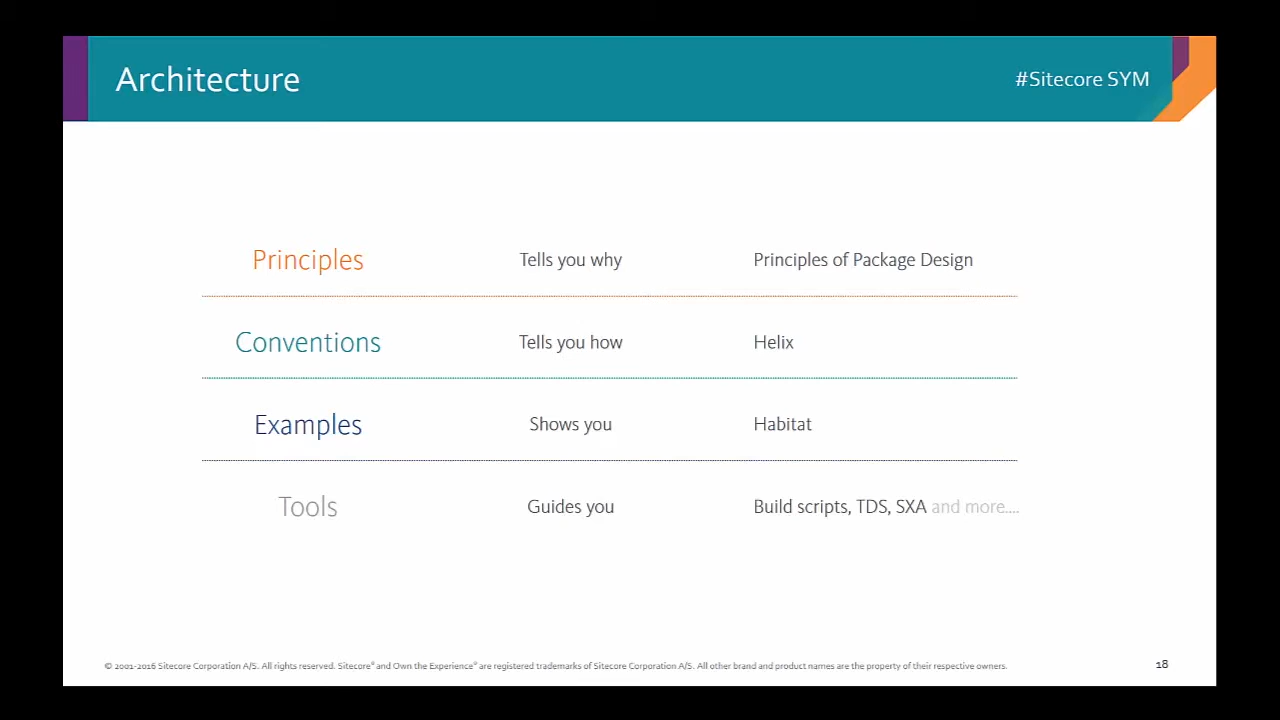 Architecture
#Sitecore SYM
Principles Tells you why Principles of Package Design
Conventions Tells you how Helix
Examples Shows you Habitat
Tools Guides you Build scripts, TDS, SXA and more....
© 2001-2016 Sitecore Corporation A/S. All rights reserved. Sitecore® and Own the Experience® are registered trademarks of Sitecore Corporation A/S. All other brand and product names are the property of their respective owners.
18